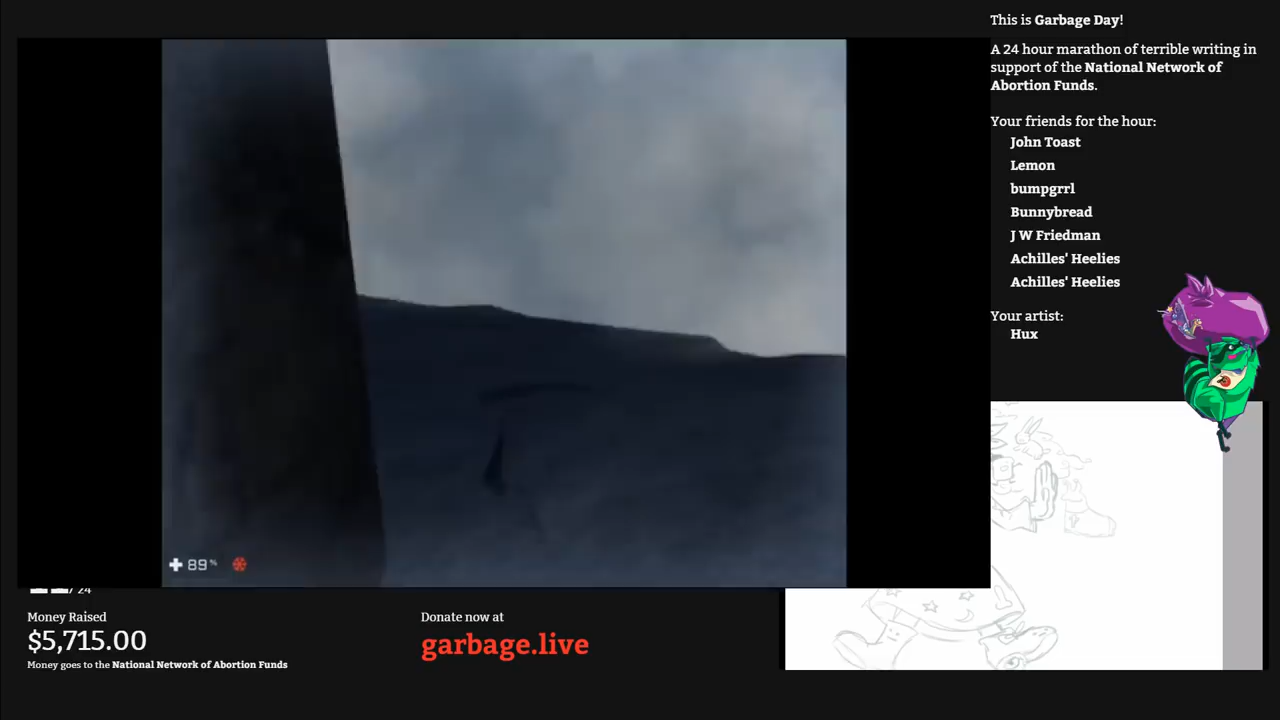 This is Garbage Day!
A 24 hour marathon of terrible writing in
support of the National Network of
Abortion Funds.
Your friends for the hour:
John Toast
Lemon
bumpgrrl
Bunnybread
J W Friedman
Achilles' Heelies
Achilles' Heelies
Your artist:
Hux
89%
/ 24
Money Raised
$5,715.00
Money goes to the National Network of Abortion Funds
Donate now at
garbage.live